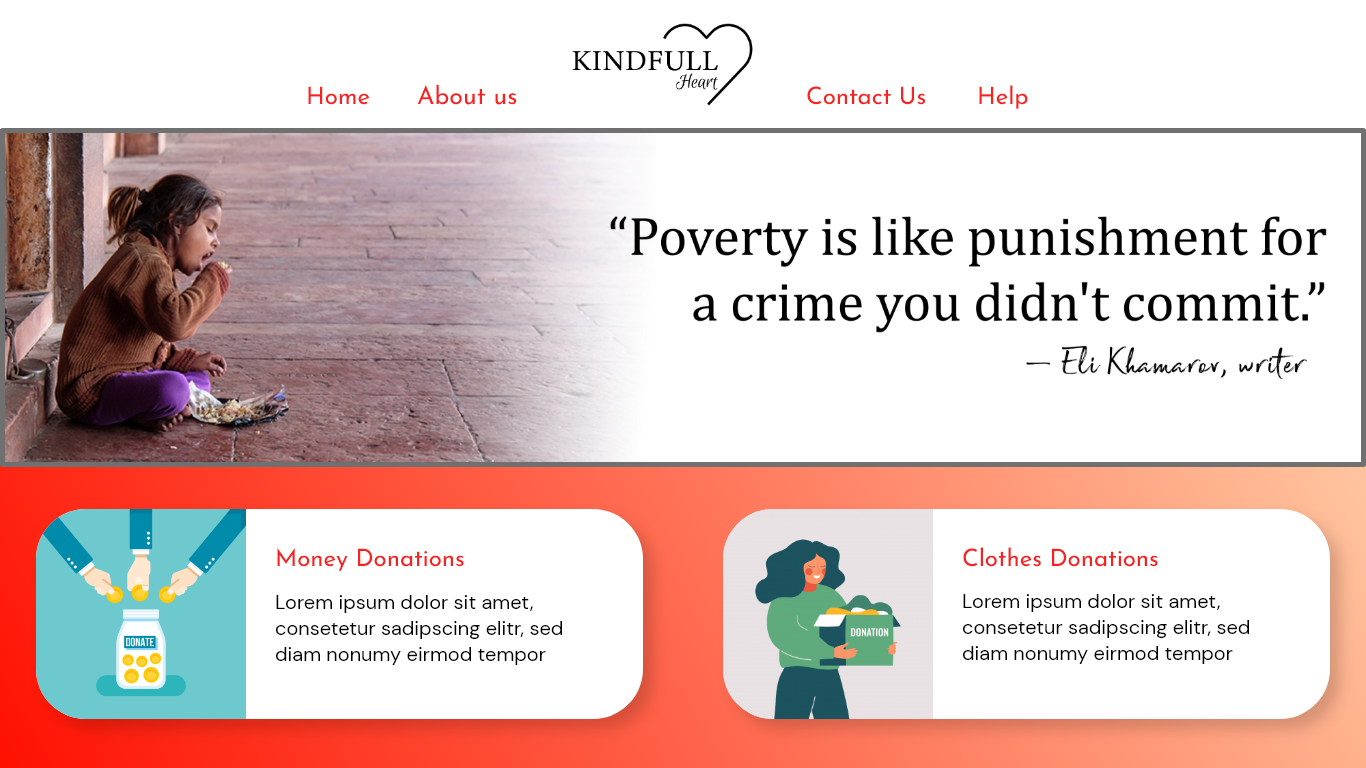 KINDFULL
Heart
Home About us Contact Us Help
“Poverty is like punishment for
a crime you didn't commit.”
— Eli Khamarov, writer
DONATE
Money Donations
Lorem ipsum dolor sit amet,
consetetur sadipscing elitr, sed
diam nonumy eirmod tempor
DONATION
Clothes Donations
Lorem ipsum dolor sit amet,
consetetur sadipscing elitr, sed
diam nonumy eirmod tempor